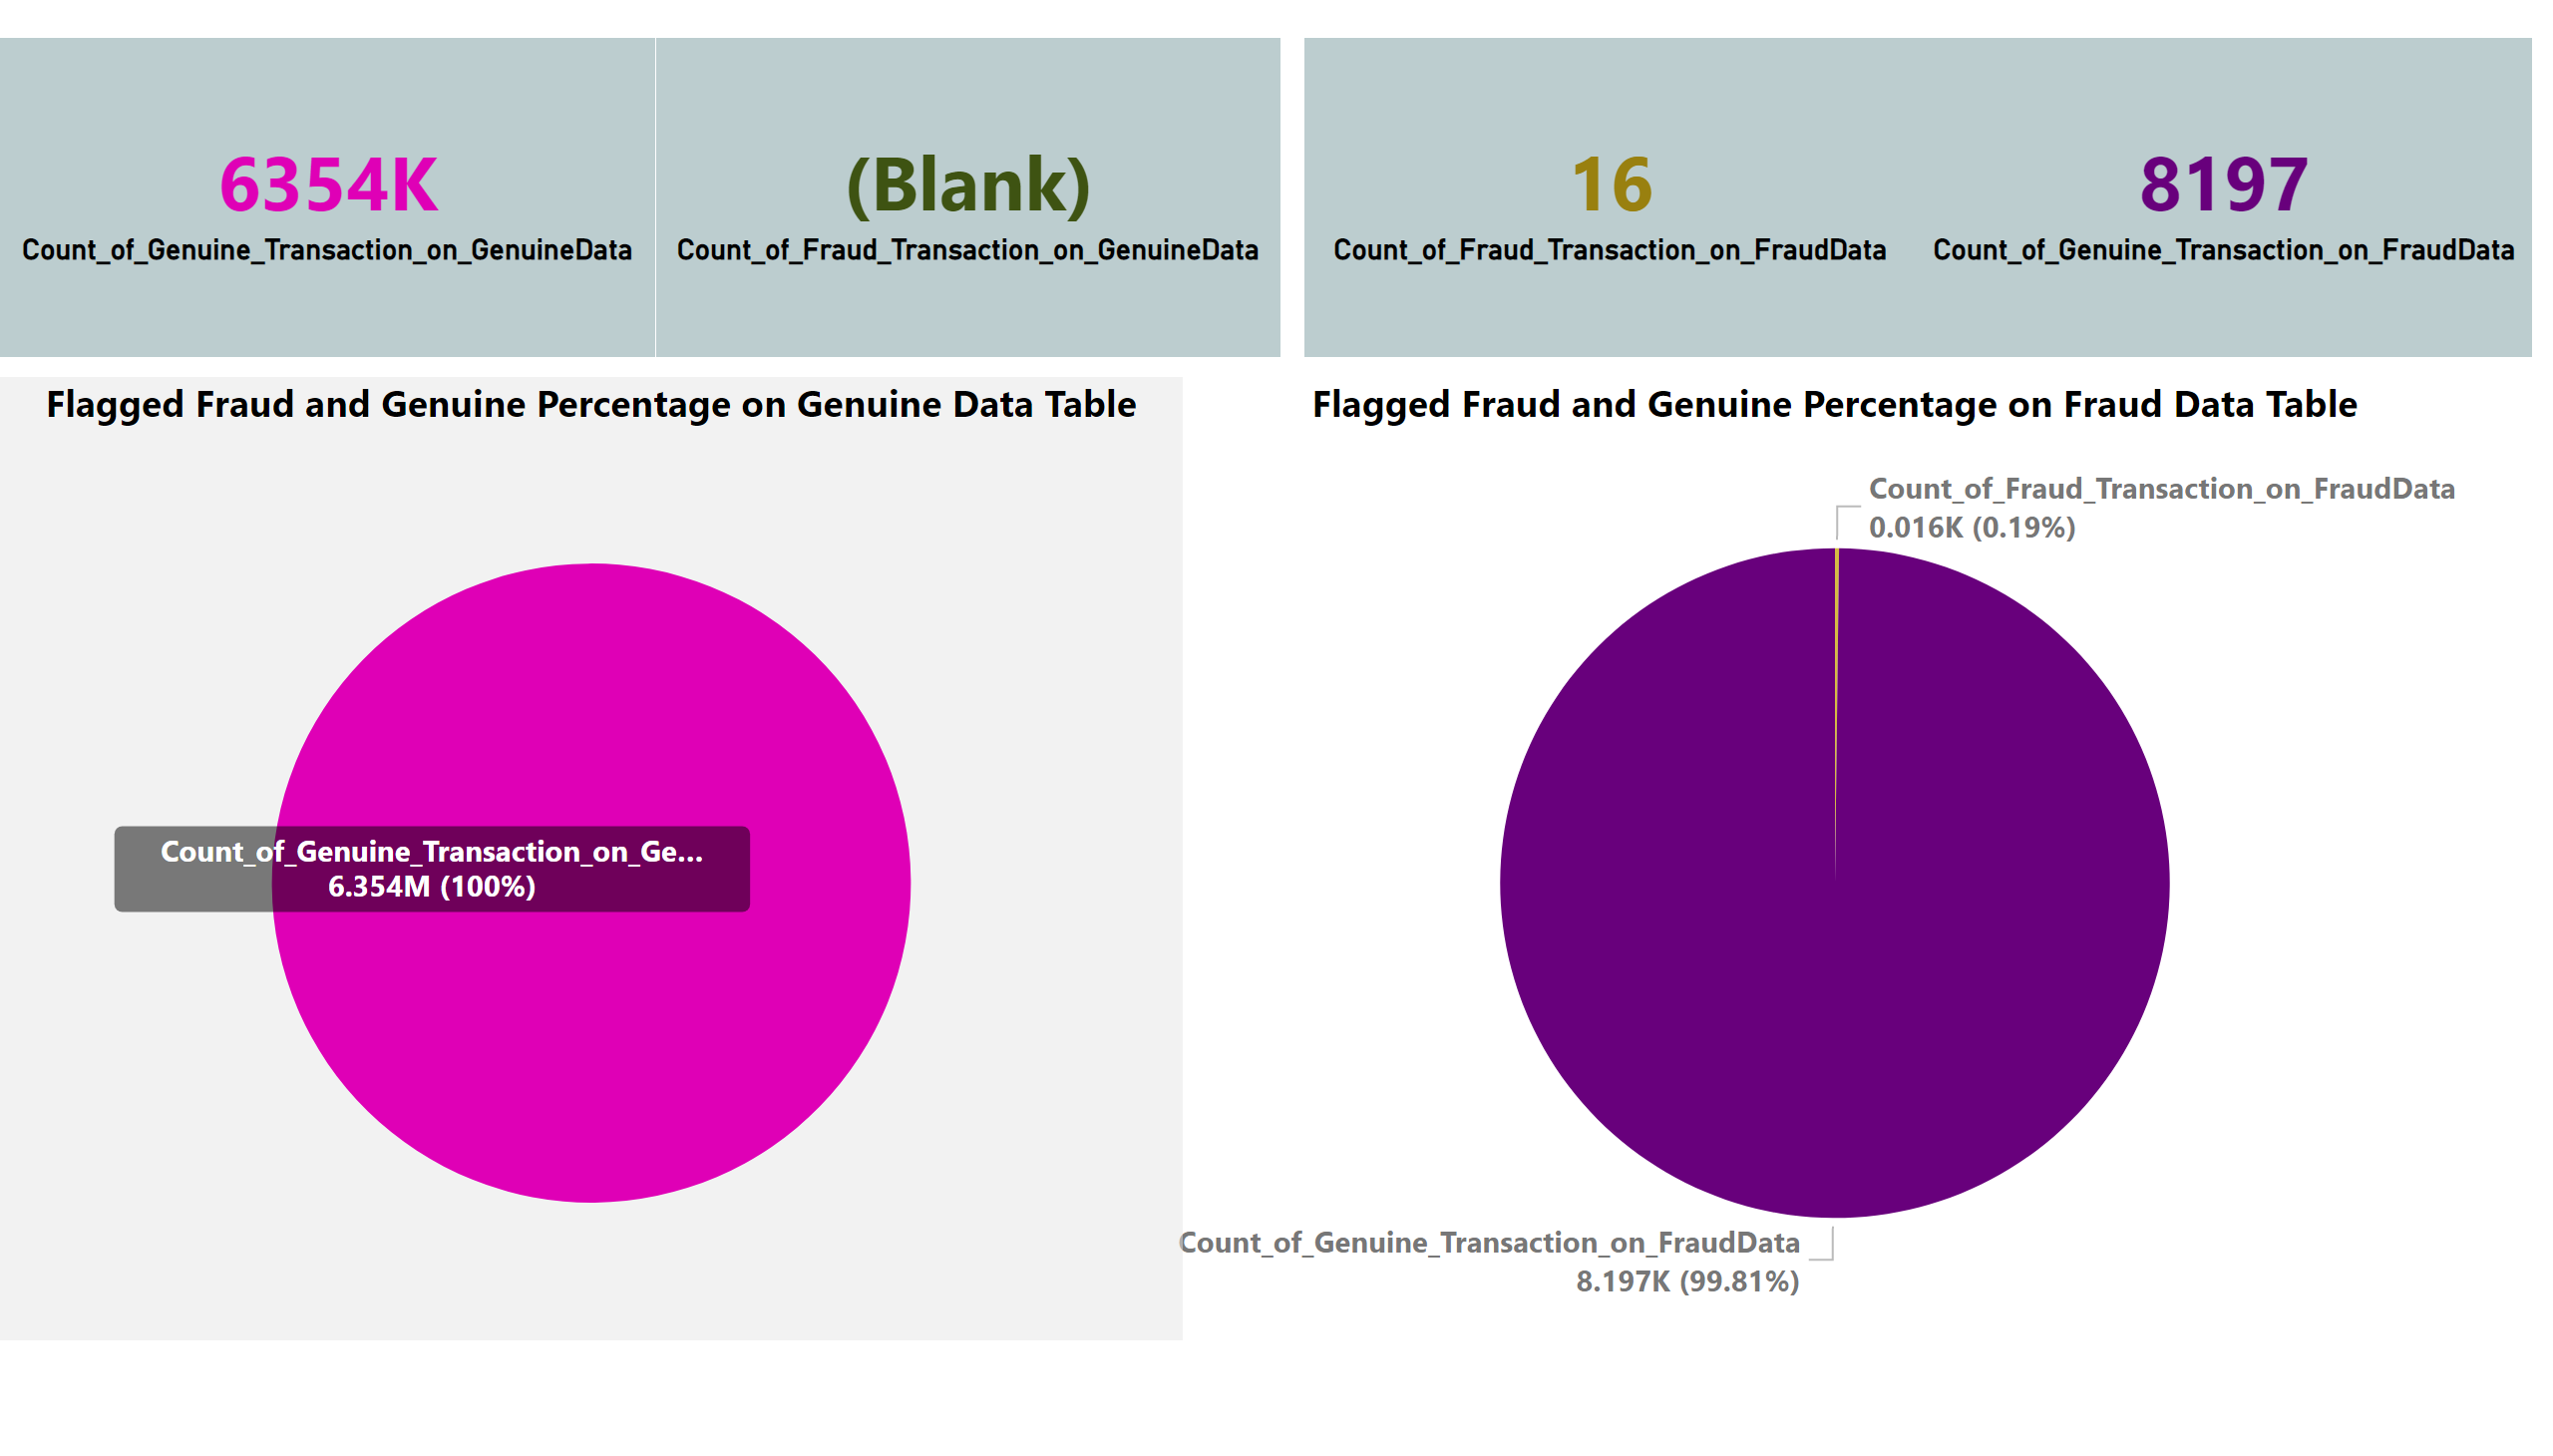 6354K
Count_of_Genuine_Transaction_on_GenuineData
(Blank)
Count_of_Fraud_Transaction_on_GenuineData
16
Count_of_Fraud_Transaction_on_FraudData
8197
Count_of_Genuine_Transaction_on_FraudData
Flagged Fraud and Genuine Percentage on Genuine Data Table
Count_of_Genuine_Transaction_on_Ge...
6.354M (100%)
Flagged Fraud and Genuine Percentage on Fraud Data Table
Count_of_Fraud_Transaction_on_FraudData
0.016K (0.19%)
Count_of_Genuine_Transaction_on_FraudData
8.197K (99.81%)